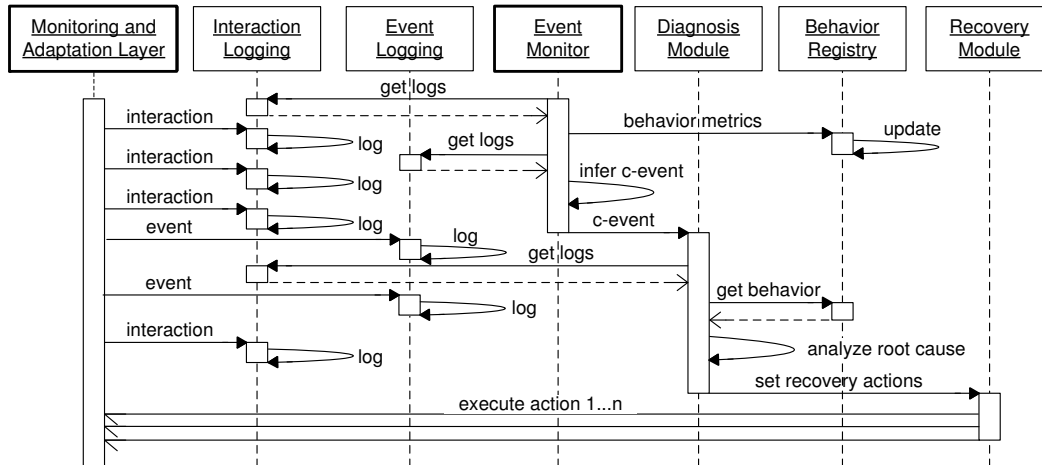 Monitoring and
Adaptation Layer
Interaction
Logging
Event
Logging
Event
Monitor
Diagnosis
Module
Behavior
Registry
Recovery
Module
get logs
interaction
log
behavior metrics
update
get logs
interaction
log
infer c-event
interaction
log
event
log
c-event
get logs
event
log
get behavior
interaction
log
analyze root cause
set recovery actions
execute action 1...n